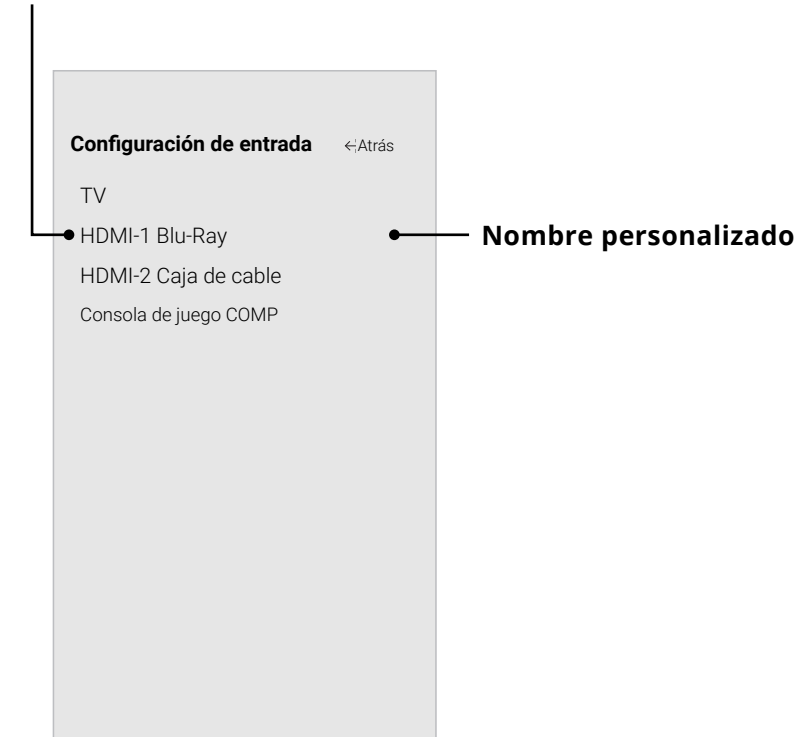 Configuración de entrada ←Atrás
TV
HDMI-1 Blu-Ray
Nombre personalizado
HDMI-2 Caja de cable
Consola de juego COMP